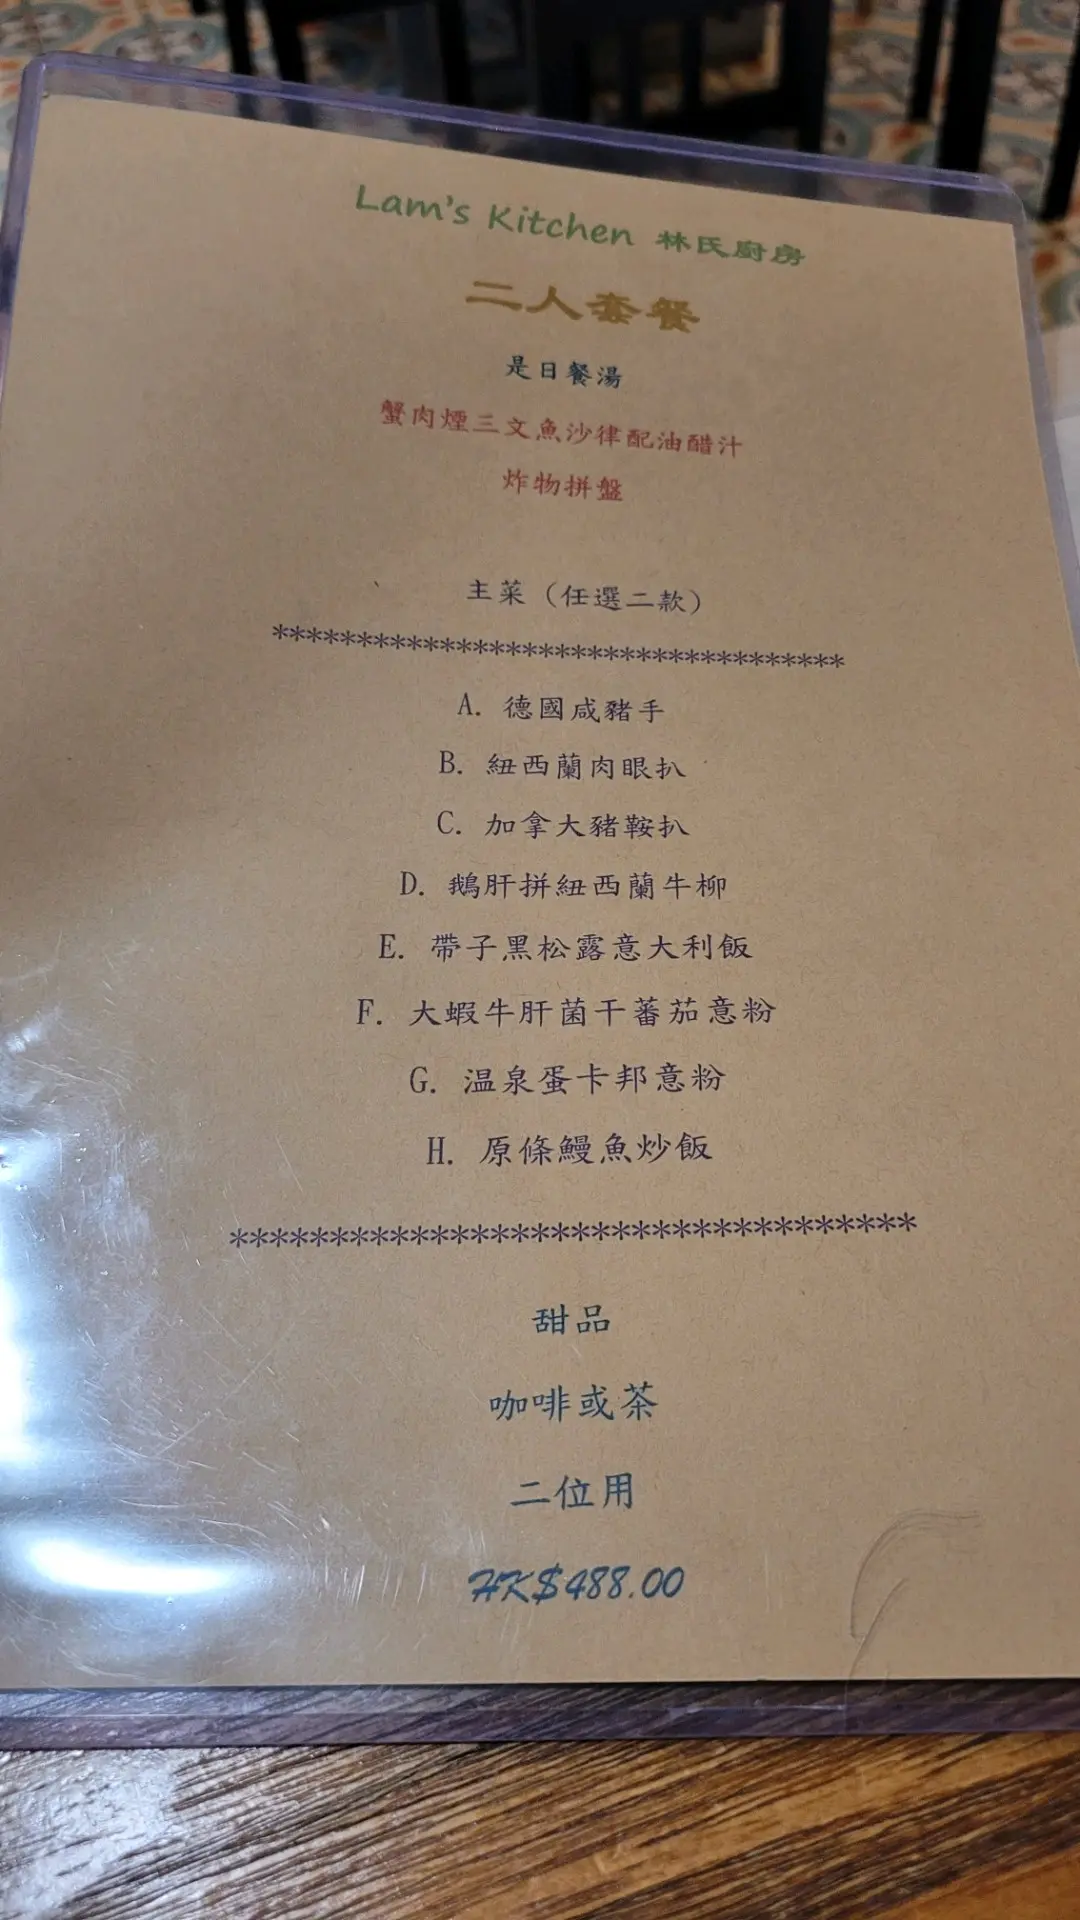 Lam's Kitchen 林氏廚房
二人套餐
是日餐湯
蟹肉煙三文魚沙律配油醋汁
炸物拼盤
主菜（任選二款）
**********************************
A. 德國咸豬手
B. 紐西蘭肉眼扒
C. 加拿大豬鞍扒
D. 鵝肝拼紐西蘭牛柳
E. 帶子黑松露意大利飯
F. 大蝦牛肝菌干蕃茄意粉
G. 温泉蛋卡邦意粉
H. 原條鰻魚炒飯
**********************************
甜品
咖啡或茶
二位用
HK$488.00